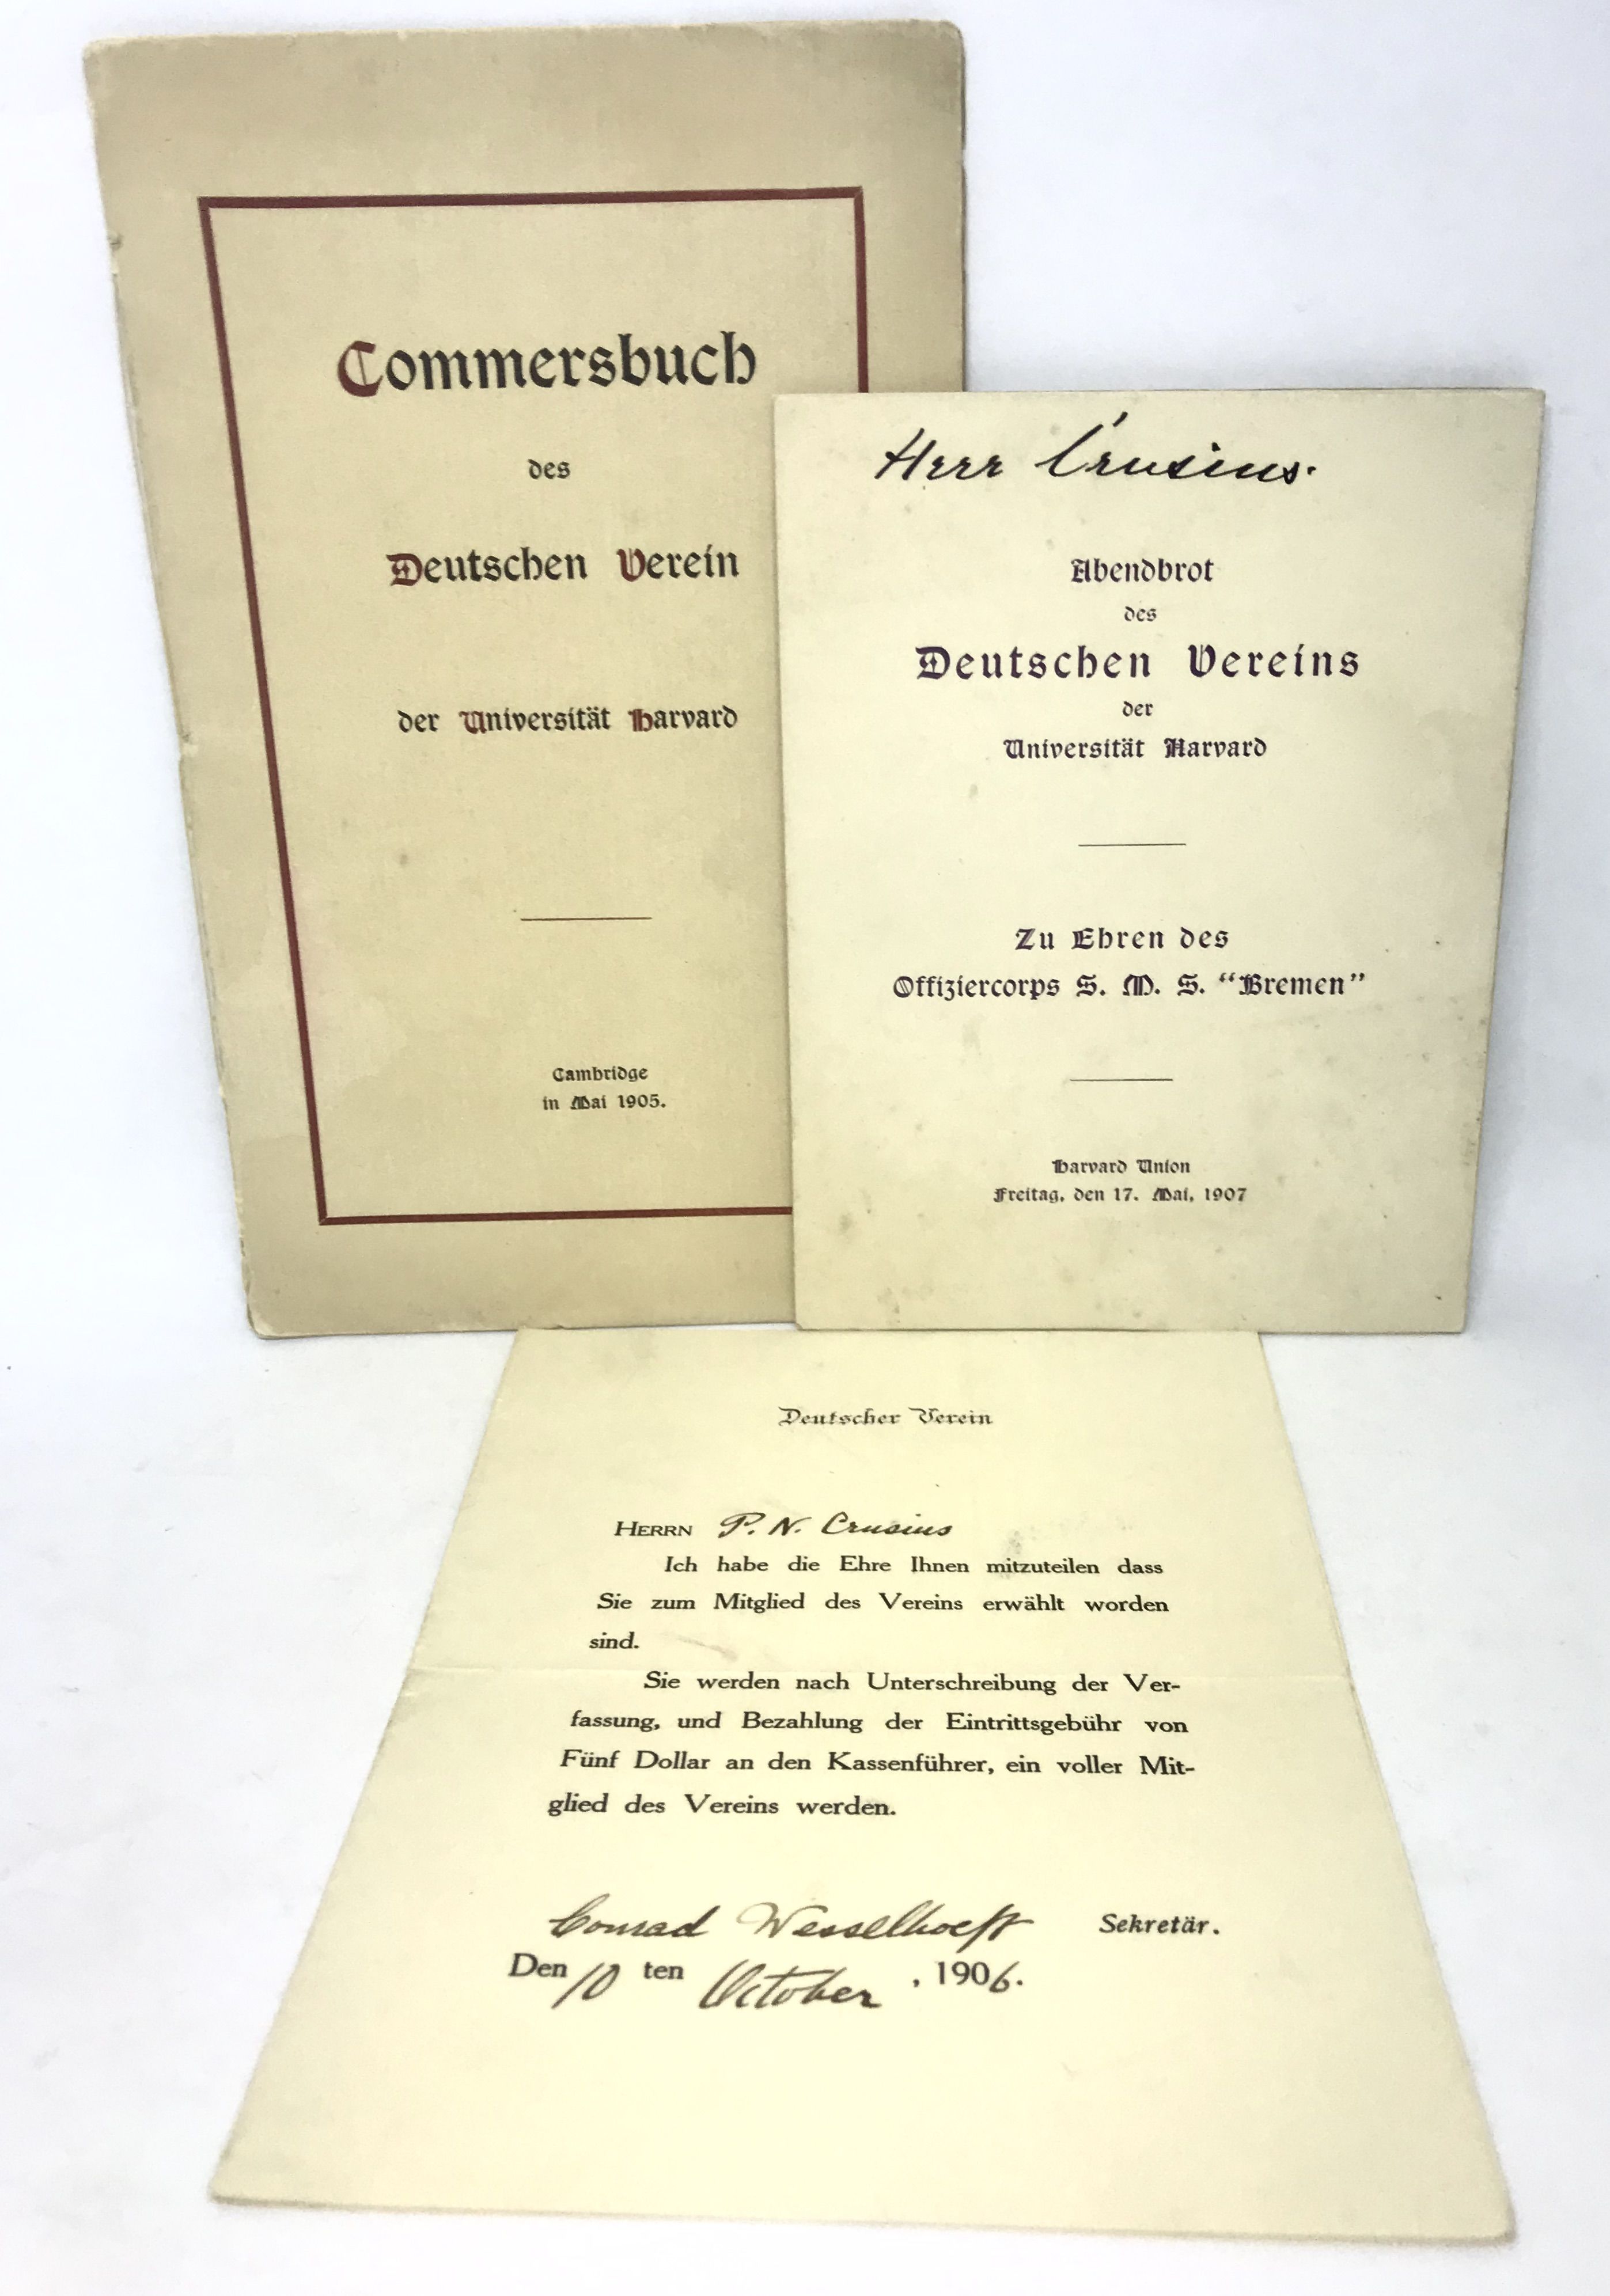 Commersbuch
des
Deutschen Verein
der Universität Harvard
Cambridge
in Mai 1905.
Herr Crusius.
Abendbrot
des
Deutschen Vereins
der
Universität Harvard
Zu Ehren des
Offiziercorps S. M. S. "Bremen"
Harvard Union
Freitag, den 17. Mai, 1907
Deutscher Verein
HERRN P. N. Crusius
Ich habe die Ehre Ihnen mitzuteilen dass
Sie zum Mitglied des Vereins erwählt worden
sind.
Sie werden nach Unterschreibung der Ver-
fassung, und Bezahlung der Eintrittsgebühr von
Fünf Dollar an den Kassenführer, ein voller Mit-
glied des Vereins werden.
Conrad Wesselhoeft Sekretär.
Den 10 ten October, 1906.